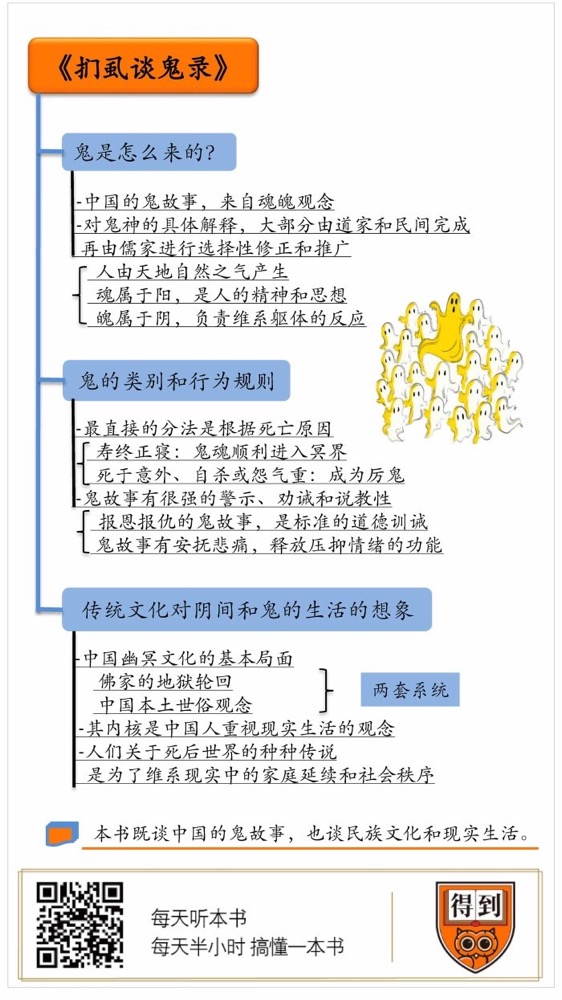 《扪虱谈鬼录》
鬼是怎么来的？
-中国的鬼故事，来自魂魄观念
-对鬼神的具体解释，大部分由道家和民间完成
再由儒家进行选择性修正和推广
人由天地自然之气产生
魂属于阳，是人的精神和思想
魄属于阴，负责维系躯体的反应
鬼的类别和行为规则
-最直接的分法是根据死亡原因
寿终正寝：鬼魂顺利进入冥界
死于意外、自杀或怨气重：成为厉鬼
-鬼故事有很强的警示、劝诫和说教性
报恩报仇的鬼故事，是标准的道德训诫
鬼故事有安抚悲痛，释放压抑情绪的功能
传统文化对阴间和鬼的生活的想象
-中国幽冥文化的基本局面
佛家的地狱轮回
中国本土世俗观念
两套系统
-其内核是中国人重视现实生活的观念
-人们关于死后世界的种种传说
是为了维系现实中的家庭延续和社会秩序
本书既谈中国的鬼故事，也谈民族文化和现实生活。
每天听本书
每天半小时 搞懂一本书
得到